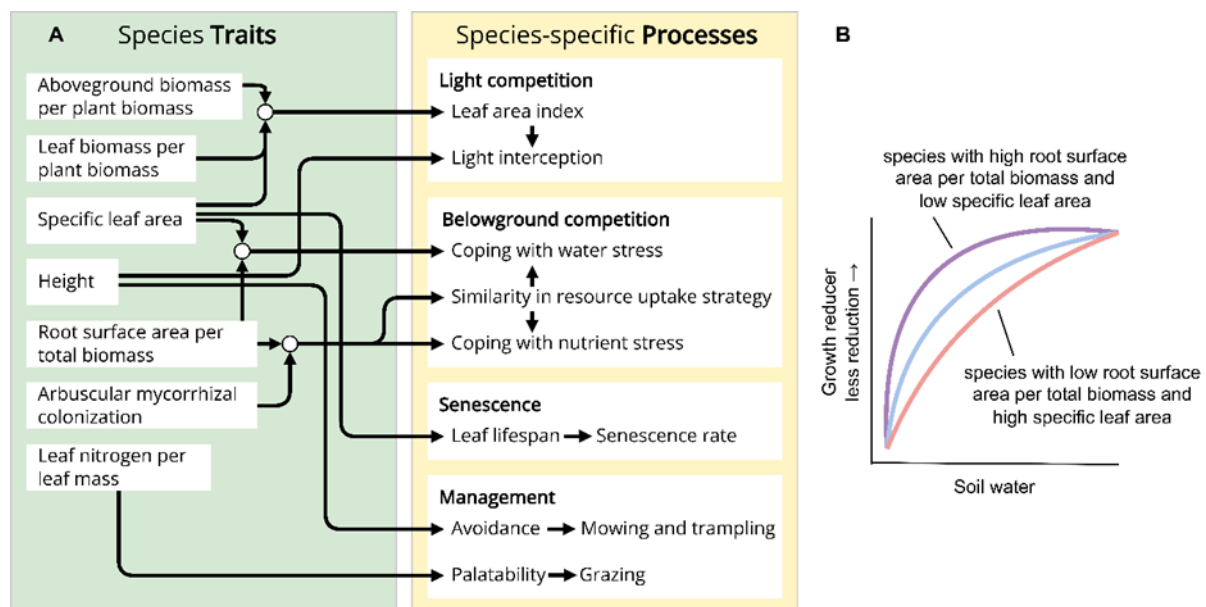 A
Species Traits
Aboveground biomass
per plant biomass
Leaf biomass per
plant biomass
Specific leaf area
Height
Root surface area per
total biomass
Arbuscular mycorrhizal
colonization
Leaf nitrogen per
leaf mass
Species-specific Processes
Light competition
Leaf area index
Light interception
Belowground competition
Coping with water stress
Similarity in resource uptake strategy
Coping with nutrient stress
Senescence
Leaf lifespan → Senescence rate
Management
Avoidance → Mowing and trampling
Palatability → Grazing
B
species with high root surface
area per total biomass and
low specific leaf area
Growth reducer
less reduction →
species with low root surface
area per total biomass and
high specific leaf area
Soil water